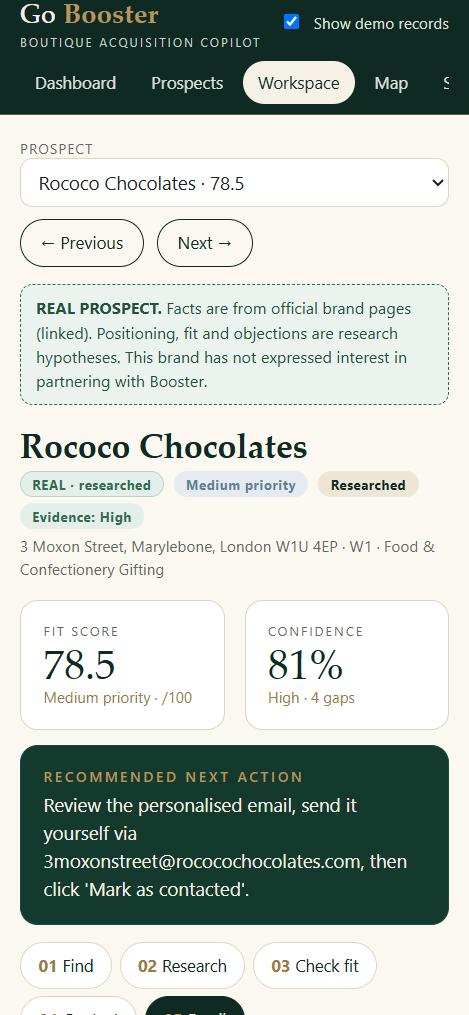 Go Booster
BOUTIQUE ACQUISITION COPILOT
Show demo records
Dashboard Prospects Workspace Map
PROSPECT
Rococo Chocolates · 78.5
← Previous Next →
REAL PROSPECT. Facts are from official brand pages
(linked). Positioning, fit and objections are research
hypotheses. This brand has not expressed interest in
partnering with Booster.
Rococo Chocolates
REAL · researched Medium priority Researched
Evidence: High
3 Moxon Street, Marylebone, London W1U 4EP · W1 · Food &
Confectionery Gifting
FIT SCORE
78.5
Medium priority · /100
CONFIDENCE
81%
High · 4 gaps
RECOMMENDED NEXT ACTION
Review the personalised email, send it
yourself via
3moxonstreet@rococochocolates.com, then
click 'Mark as contacted'.
01 Find 02 Research 03 Check fit